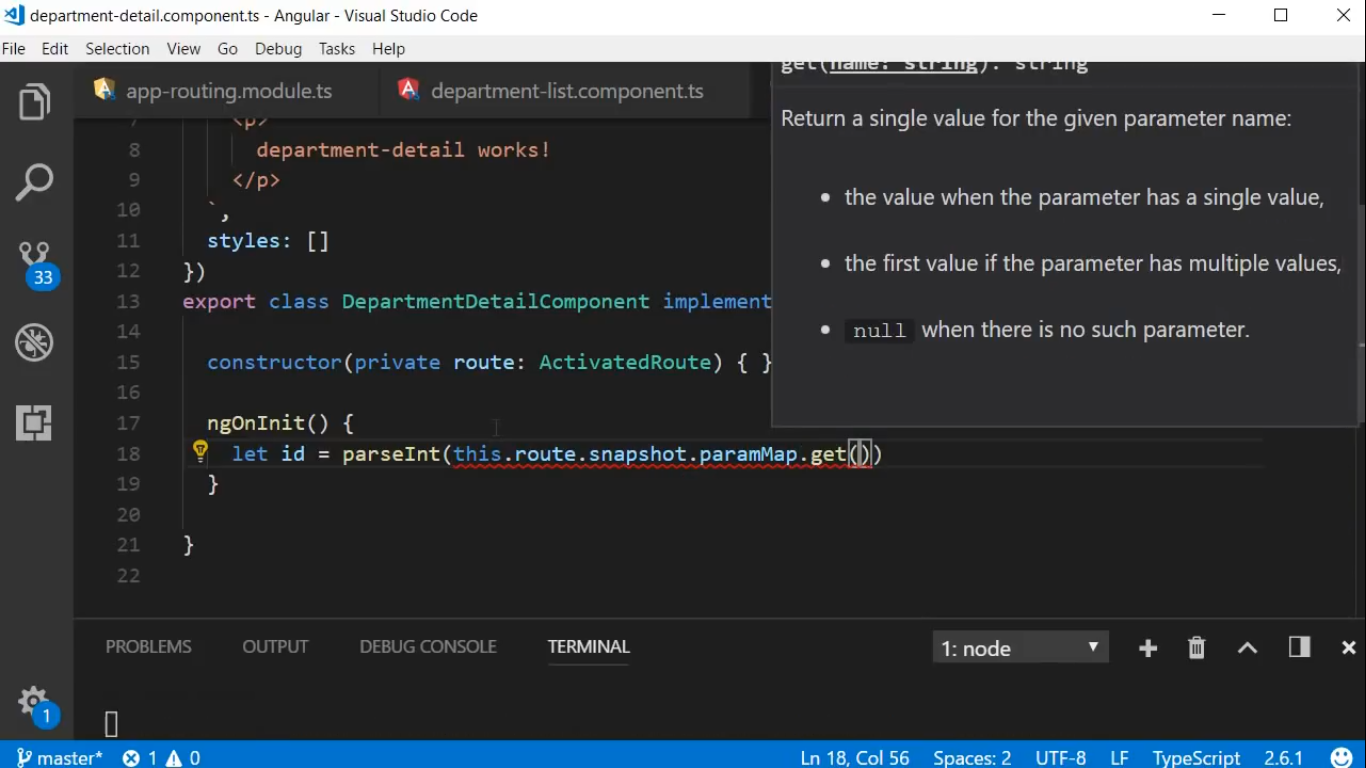 department-detail.component.ts - Angular - Visual Studio Code
File Edit Selection View Go Debug Tasks Help
app-routing.module.ts department-list.component.ts
get(name: string): string
Return a single value for the given parameter name:
the value when the parameter has a single value,
the first value if the parameter has multiple values,
null when there is no such parameter.
7 <p>
8 department-detail works!
9 </p>
10 `,
11 styles: []
12 })
13 export class DepartmentDetailComponent implement
14
15 constructor(private route: ActivatedRoute) { }
16
17 ngOnInit() {
18 let id = parseInt(this.route.snapshot.paramMap.get())
19 }
20
21 }
22
33
1
PROBLEMS OUTPUT DEBUG CONSOLE TERMINAL 1: node
master* 1 0 Ln 18, Col 56 Spaces: 2 UTF-8 LF TypeScript 2.6.1